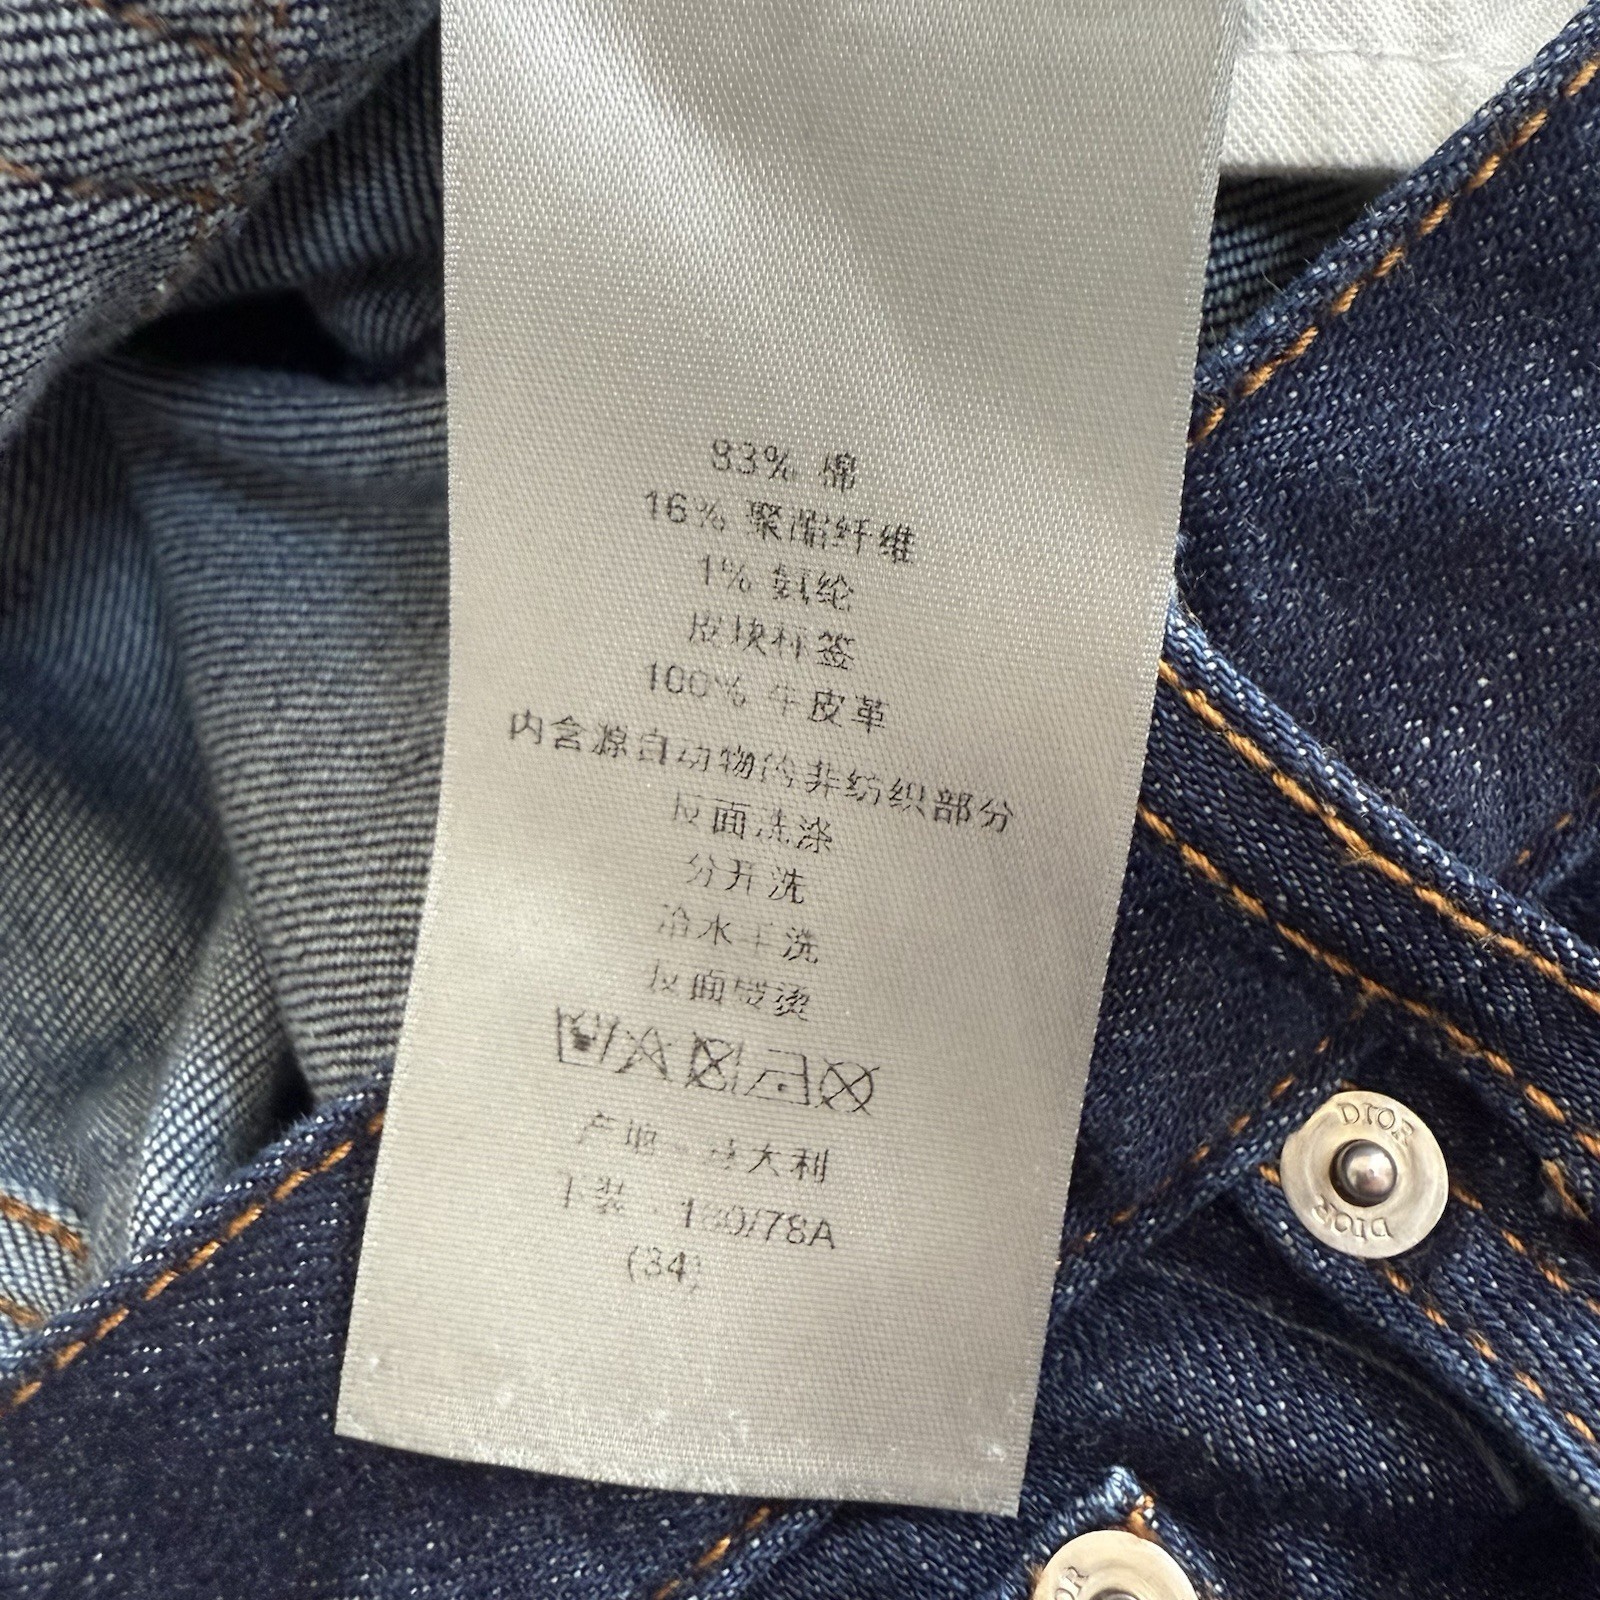 83% 棉
16% 聚酯纤维
1% 氨纶
皮块标签
100% 牛皮革
内含源自动物的非纺织部分
反面洗涤
分开洗
冷水干洗
反面熨烫
产地 意大利
下装 180/78A
(34)
DIOR
DIOR